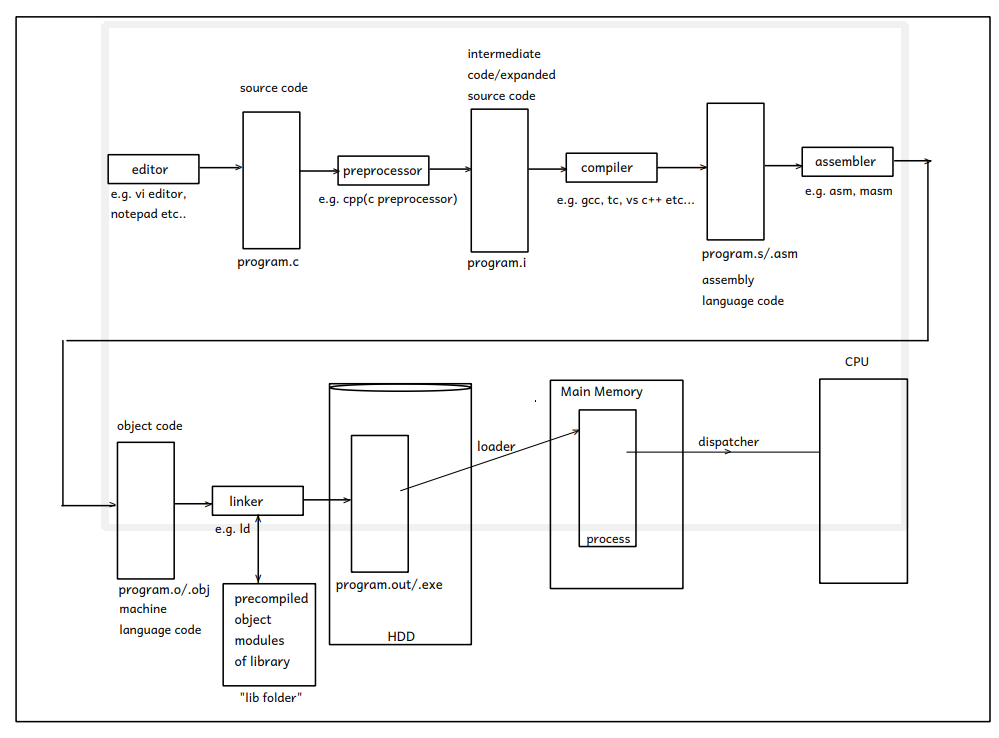 intermediate
code/expanded
source code
source code
editor
preprocessor
compiler
assembler
e.g. vi editor,
notepad etc..
e.g. cpp(c preprocessor)
e.g. gcc, tc, vs c++ etc...
e.g. asm, masm
program.c
program.i
program.s/.asm
assembly
language code
CPU
Main Memory
object code
loader
dispatcher
linker
e.g. ld
process
program.o/.obj
machine
language code
program.out/.exe
precompiled
object
modules
of library
HDD
"lib folder"